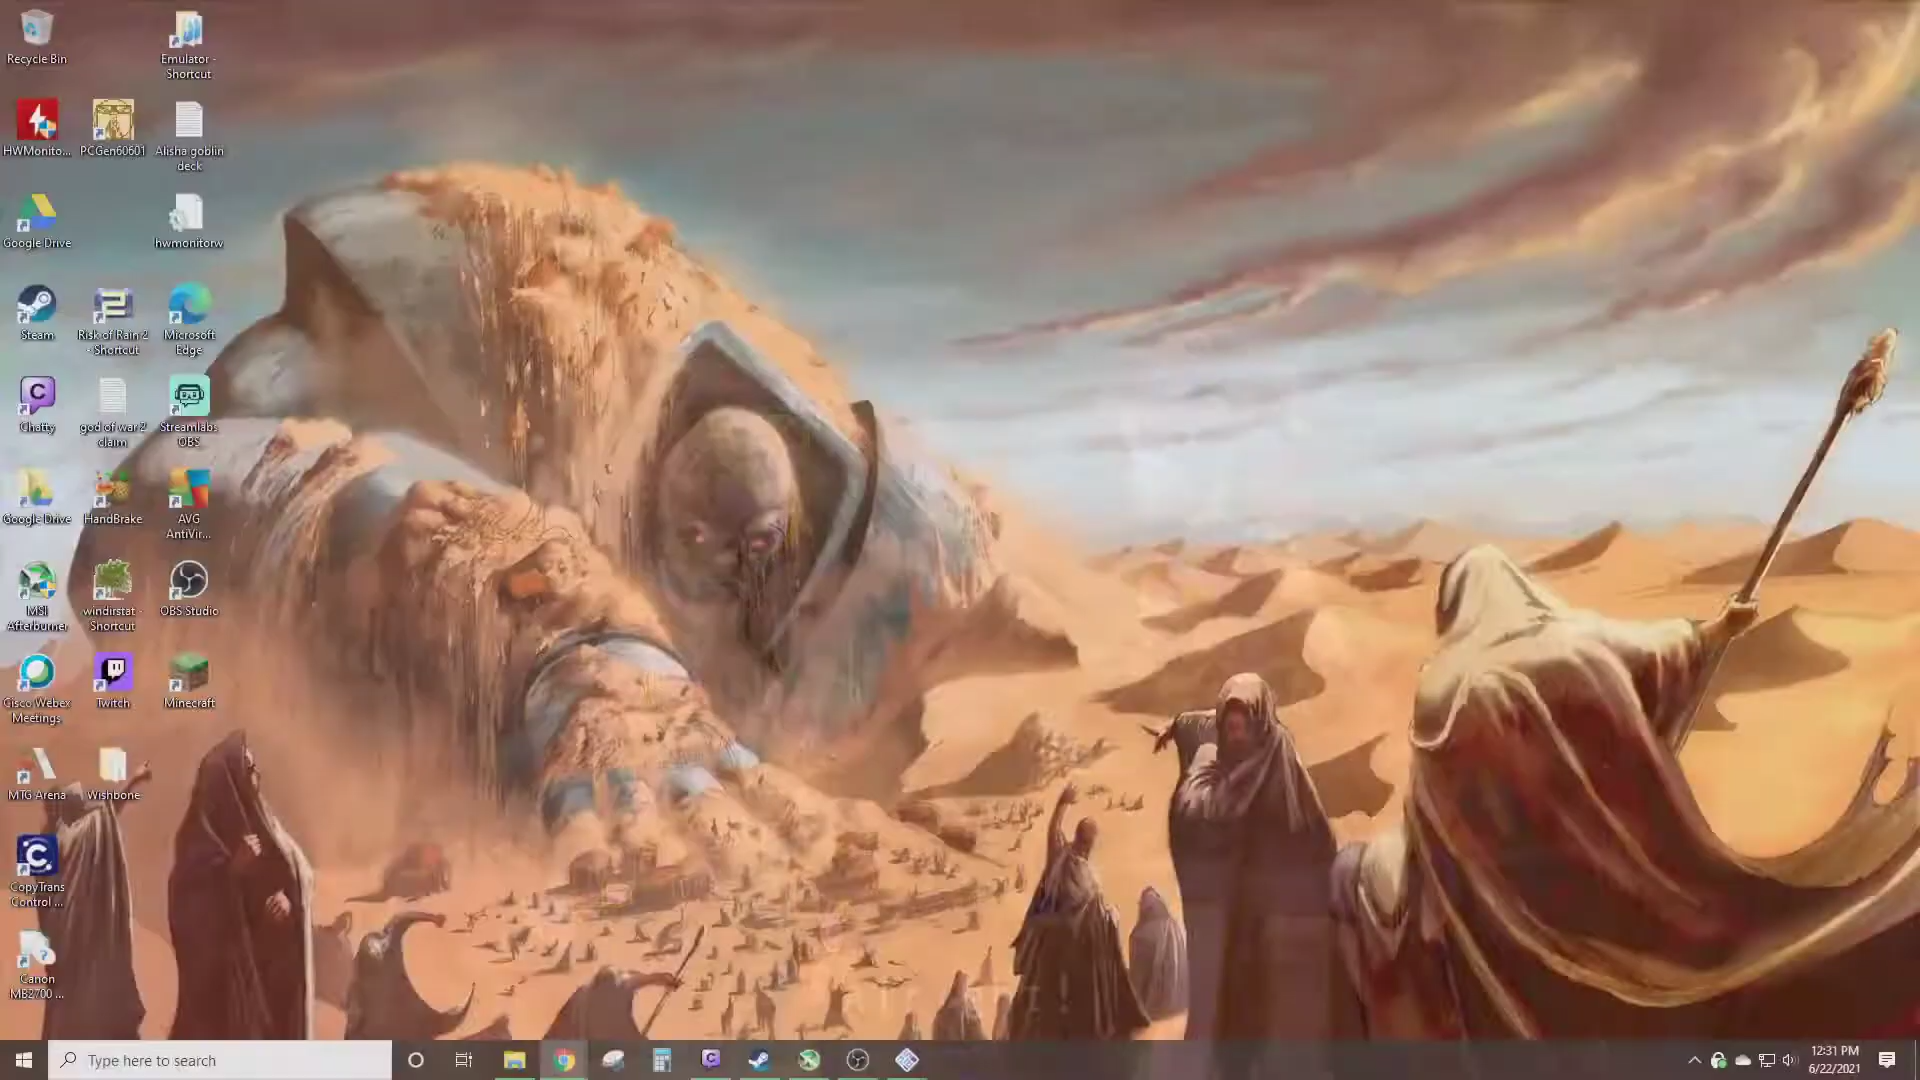 Recycle Bin
Emulator -
Shortcut
HWMonito...
PCGen60601
Alisha goblin
deck
Google Drive
hwmonitorw
Steam
Risk of Rain 2
- Shortcut
Microsoft
Edge
Chatty
god of war 2
claim
Streamlabs
OBS
Google Drive
HandBrake
AVG
AntiVir...
MSI
Afterburner
windirstat -
Shortcut
OBS Studio
Cisco Webex
Meetings
Twitch
Minecraft
MTG Arena
Wishbone
CopyTrans
Control ...
Canon
MB2700 ...
Type here to search
12:31 PM
6/22/2021